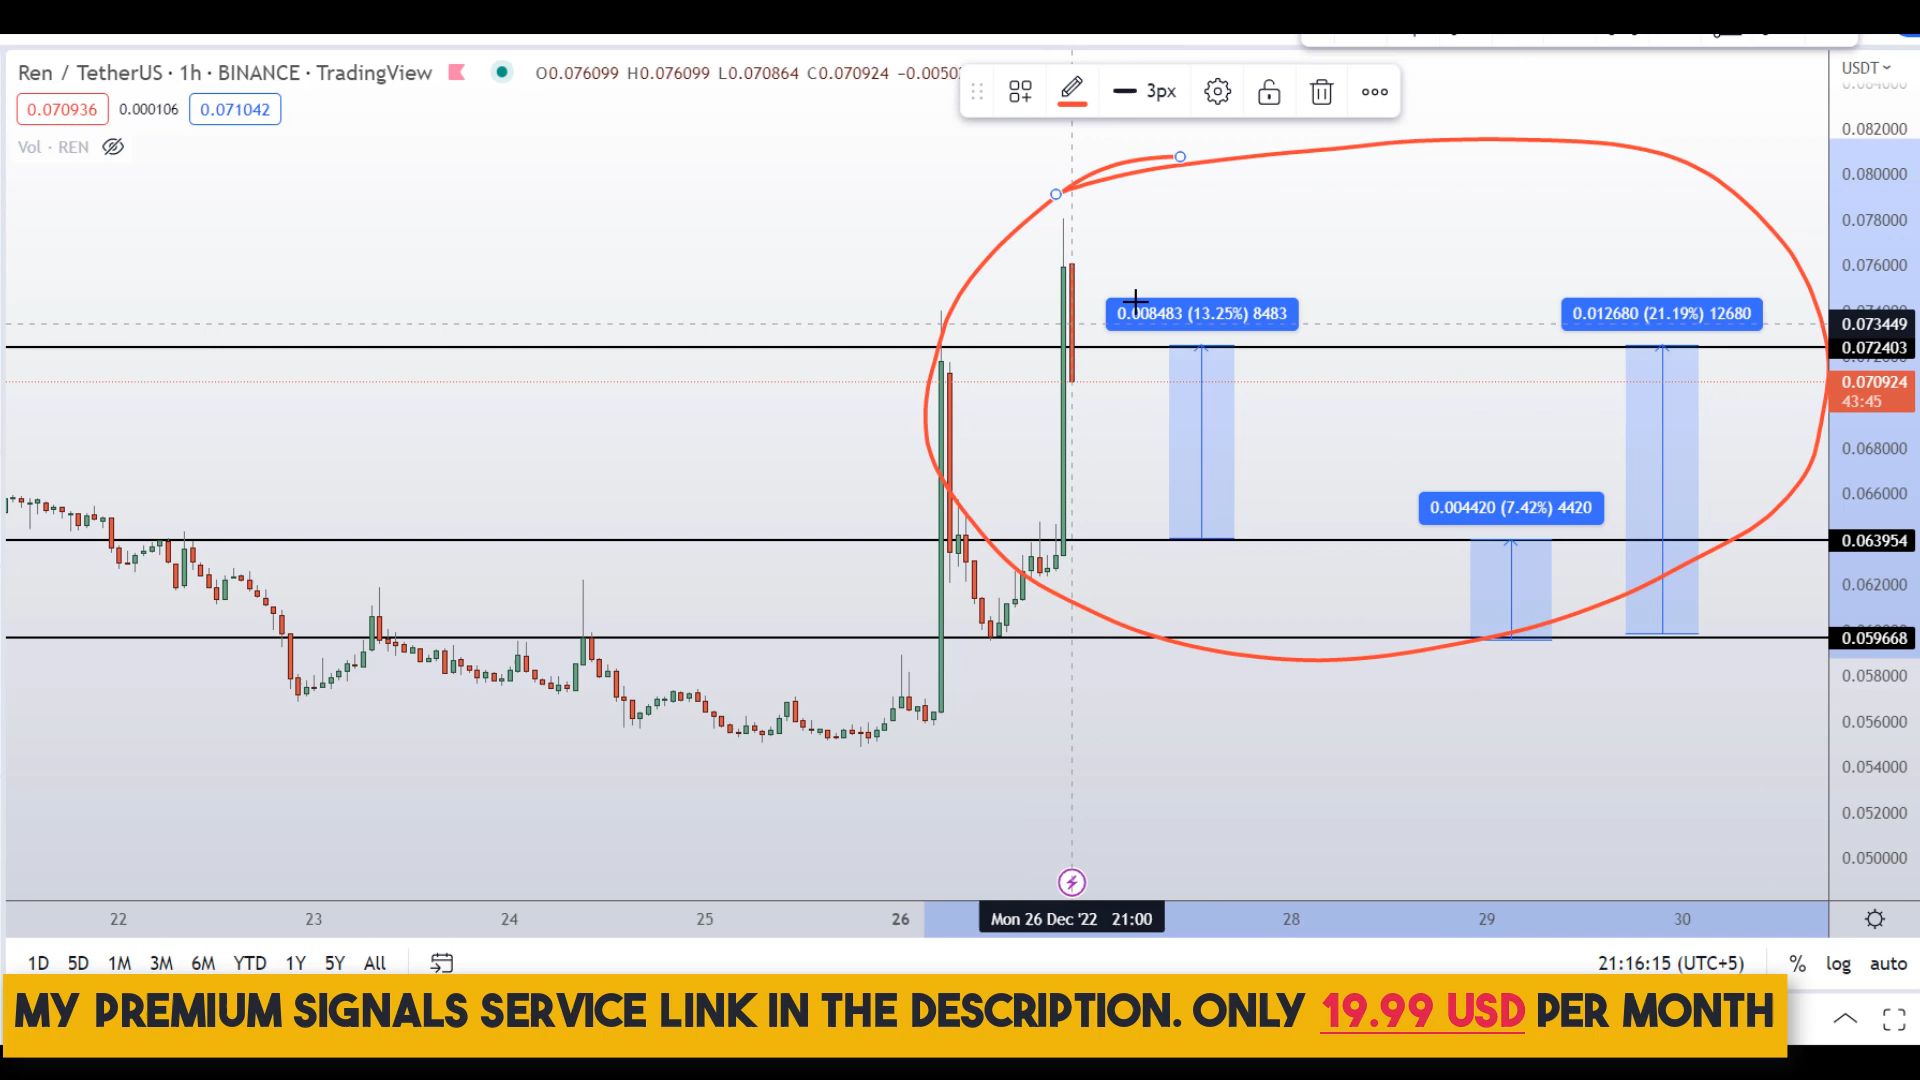 Ren / TetherUS · 1h · BINANCE · TradingView
O0.076099 H0.076099 L0.070864 C0.070924
USDT
0.070936 0.000106 0.071042
3px
Vol · REN
0.082000
0.080000
0.078000
0.076000
0.008483 (13.25%) 8483
0.012680 (21.19%) 12680
0.073449
0.072403
0.070924
43:45
0.068000
0.066000
0.004420 (7.42%) 4420
0.063954
0.062000
0.059668
0.058000
0.056000
0.054000
0.052000
0.050000
22 23 24 25 26 Mon 26 Dec '22 21:00 28 29 30
1D 5D 1M 3M 6M YTD 1Y 5Y All 21:16:15 (UTC+5) % log auto
MY PREMIUM SIGNALS SERVICE LINK IN THE DESCRIPTION. ONLY 19.99 USD PER MONTH